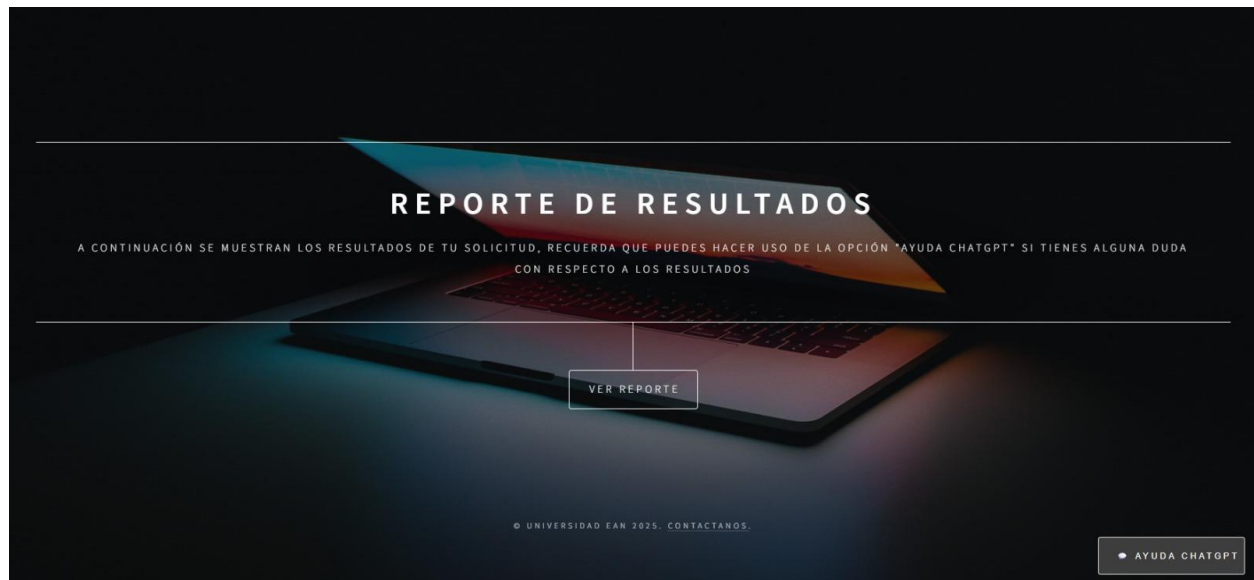 REPORTE DE RESULTADOS
A CONTINUACIÓN SE MUESTRAN LOS RESULTADOS DE TU SOLICITUD, RECUERDA QUE PUEDES HACER USO DE LA OPCIÓN "AYUDA CHATGPT" SI TIENES ALGUNA DUDA
CON RESPECTO A LOS RESULTADOS
VER REPORTE
© UNIVERSIDAD EAN 2025. CONTACTANOS.
AYUDA CHATGPT